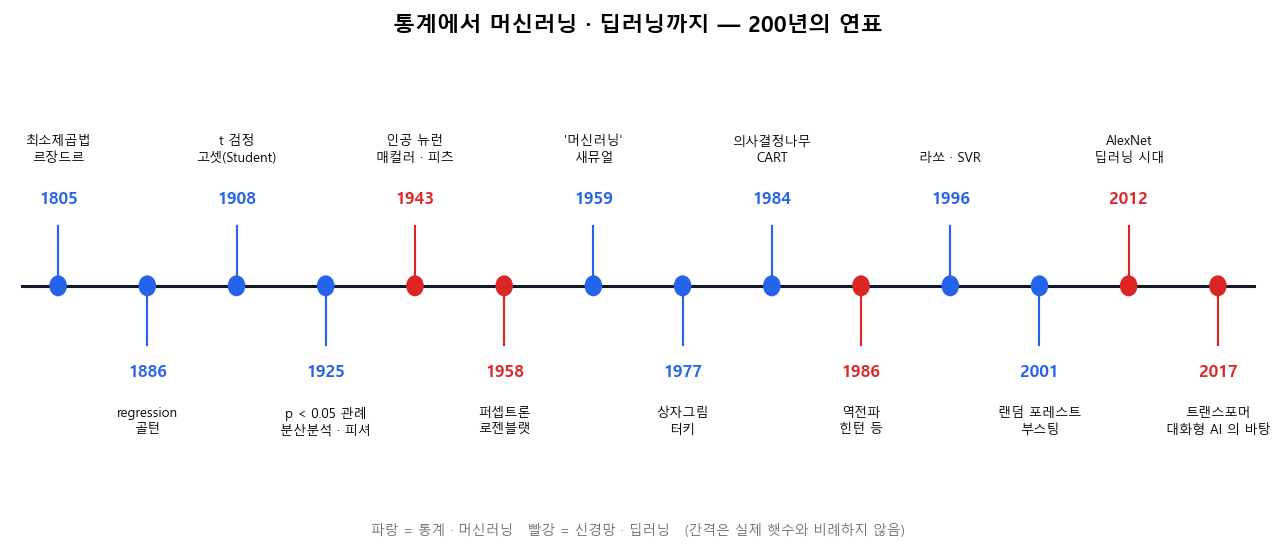 통계에서 머신러닝 · 딥러닝까지 — 200년의 연표
최소제곱법
르장드르
1805
t 검정
고셋(Student)
1908
인공 뉴런
매컬러 · 피츠
1943
'머신러닝'
새뮤얼
1959
의사결정나무
CART
1984
라쏘 · SVR
1996
AlexNet
딥러닝 시대
2012
1886
regression
골턴
1925
p < 0.05 관례
분산분석 · 피셔
1958
퍼셉트론
로젠블랫
1977
상자그림
터키
1986
역전파
힌턴 등
2001
랜덤 포레스트
부스팅
2017
트랜스포머
대화형 AI 의 바탕
파랑 = 통계 · 머신러닝 빨강 = 신경망 · 딥러닝 (간격은 실제 햇수와 비례하지 않음)